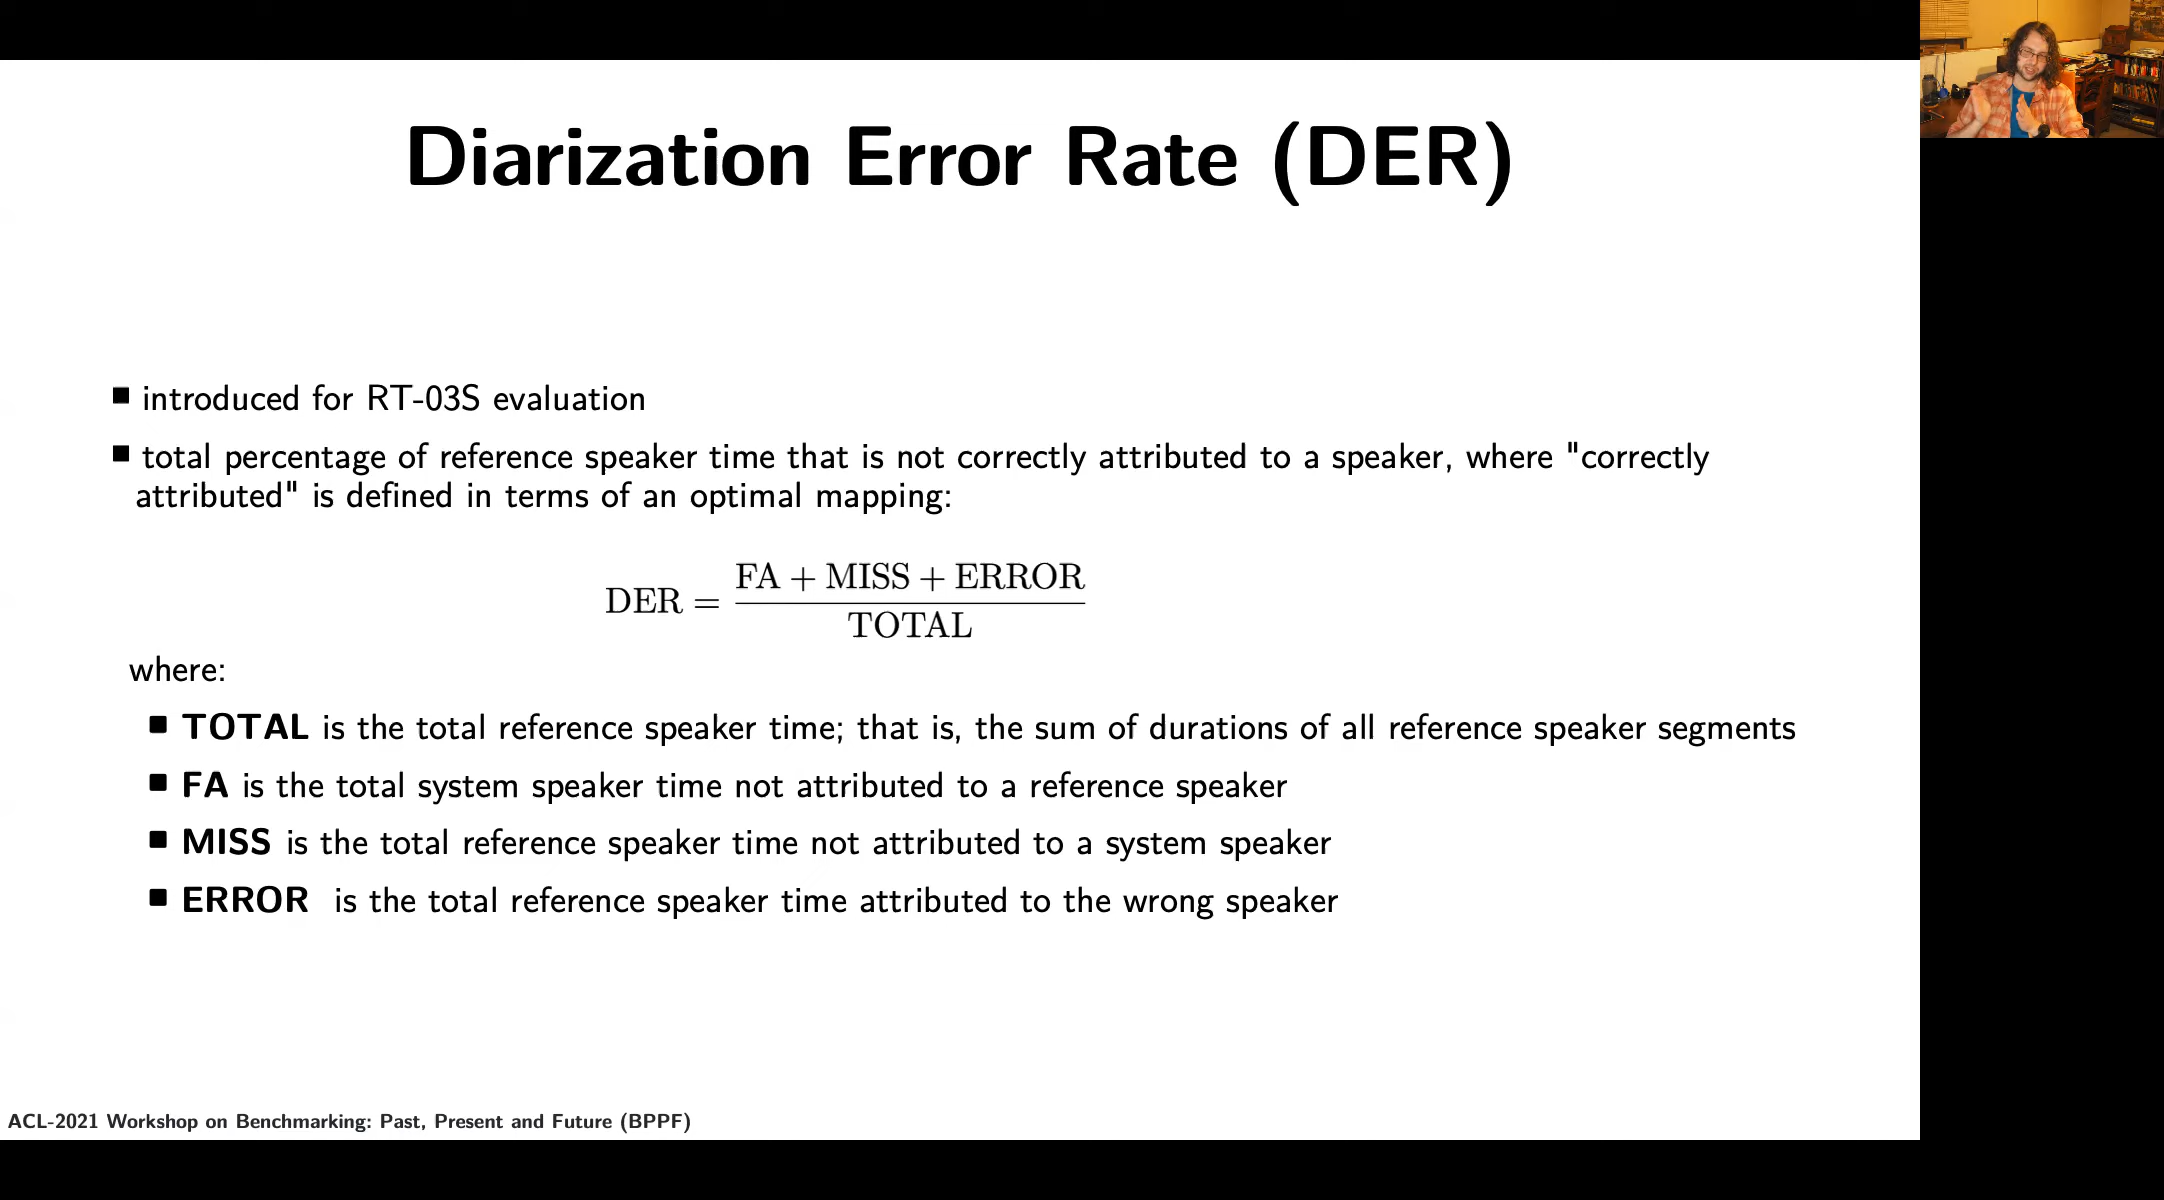 Diarization Error Rate (DER)
■ introduced for RT-03S evaluation
■ total percentage of reference speaker time that is not correctly attributed to a speaker, where "correctly
attributed" is defined in terms of an optimal mapping:
DER = FA + MISS + ERROR / TOTAL
where:
■ TOTAL is the total reference speaker time; that is, the sum of durations of all reference speaker segments
■ FA is the total system speaker time not attributed to a reference speaker
■ MISS is the total reference speaker time not attributed to a system speaker
■ ERROR is the total reference speaker time attributed to the wrong speaker
ACL-2021 Workshop on Benchmarking: Past, Present and Future (BPPF)